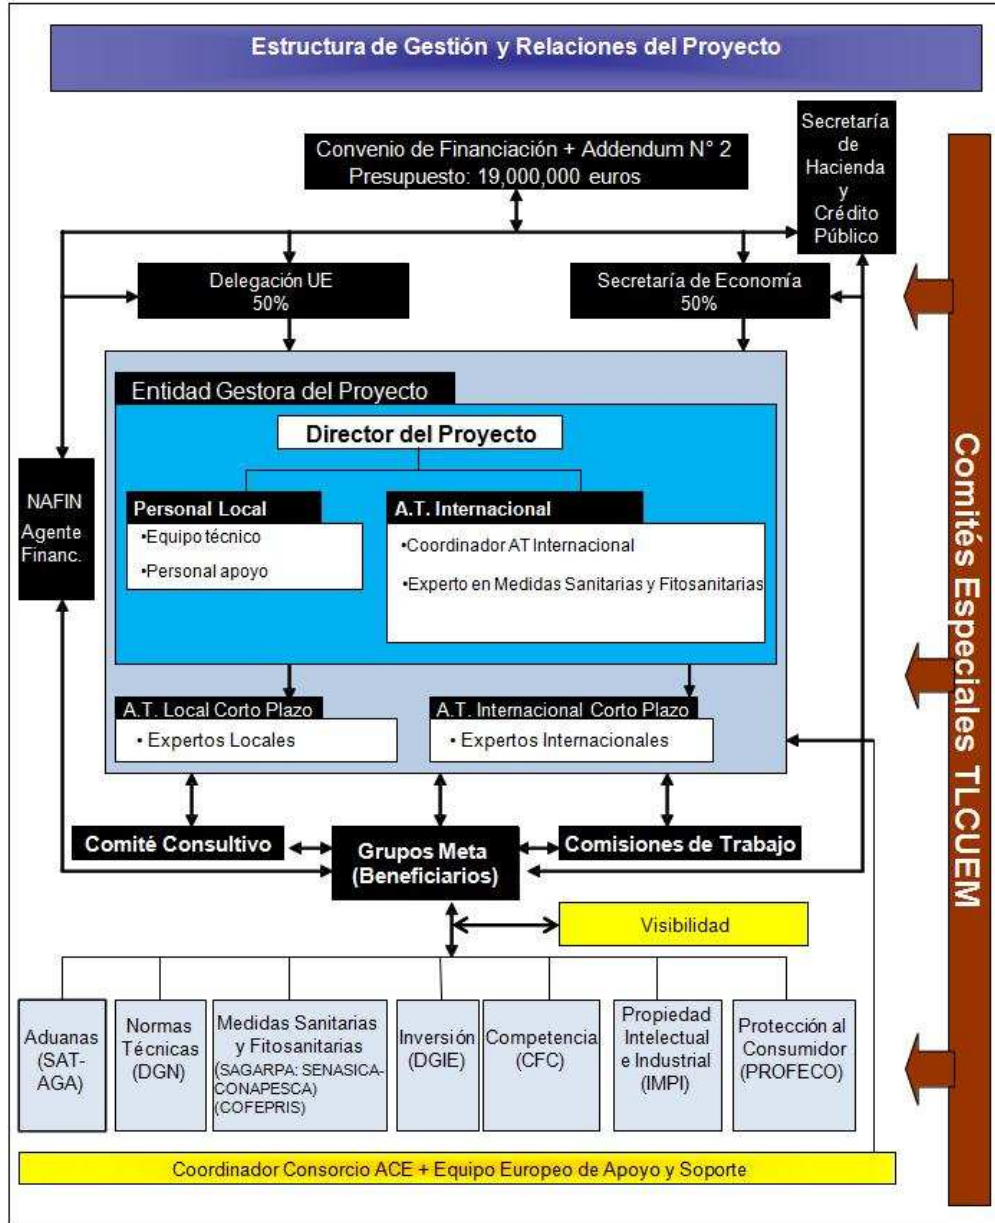 Estructura de Gestión y Relaciones del Proyecto
Secretaría
de
Hacienda
y
Crédito
Público
Convenio de Financiación + Addendum N° 2
Presupuesto: 19,000,000 euros
Delegación UE
50%
Secretaría de Economía
50%
Entidad Gestora del Proyecto
Director del Proyecto
NAFIN
Agente
Financ.
Personal Local
•Equipo técnico
•Personal apoyo
A.T. Internacional
•Coordinador AT Internacional
•Experto en Medidas Sanitarias y Fitosanitarias
A.T. Local Corto Plazo
• Expertos Locales
A.T. Internacional Corto Plazo
• Expertos Internacionales
Comité Consultivo
Grupos Meta
(Beneficiarios)
Comisiones de Trabajo
Visibilidad
Aduanas
(SAT-
AGA)
Normas
Técnicas
(DGN)
Medidas Sanitarias
y Fitosanitarias
(SAGARPA: SENASICA-
CONAPESCA)
(COFEPRIS)
Inversión
(DGIE)
Competencia
(CFC)
Propiedad
Intelectual
e Industrial
(IMPI)
Protección al
Consumidor
(PROFECO)
Coordinador Consorcio ACE + Equipo Europeo de Apoyo y Soporte
Comités Especiales TLCUEM